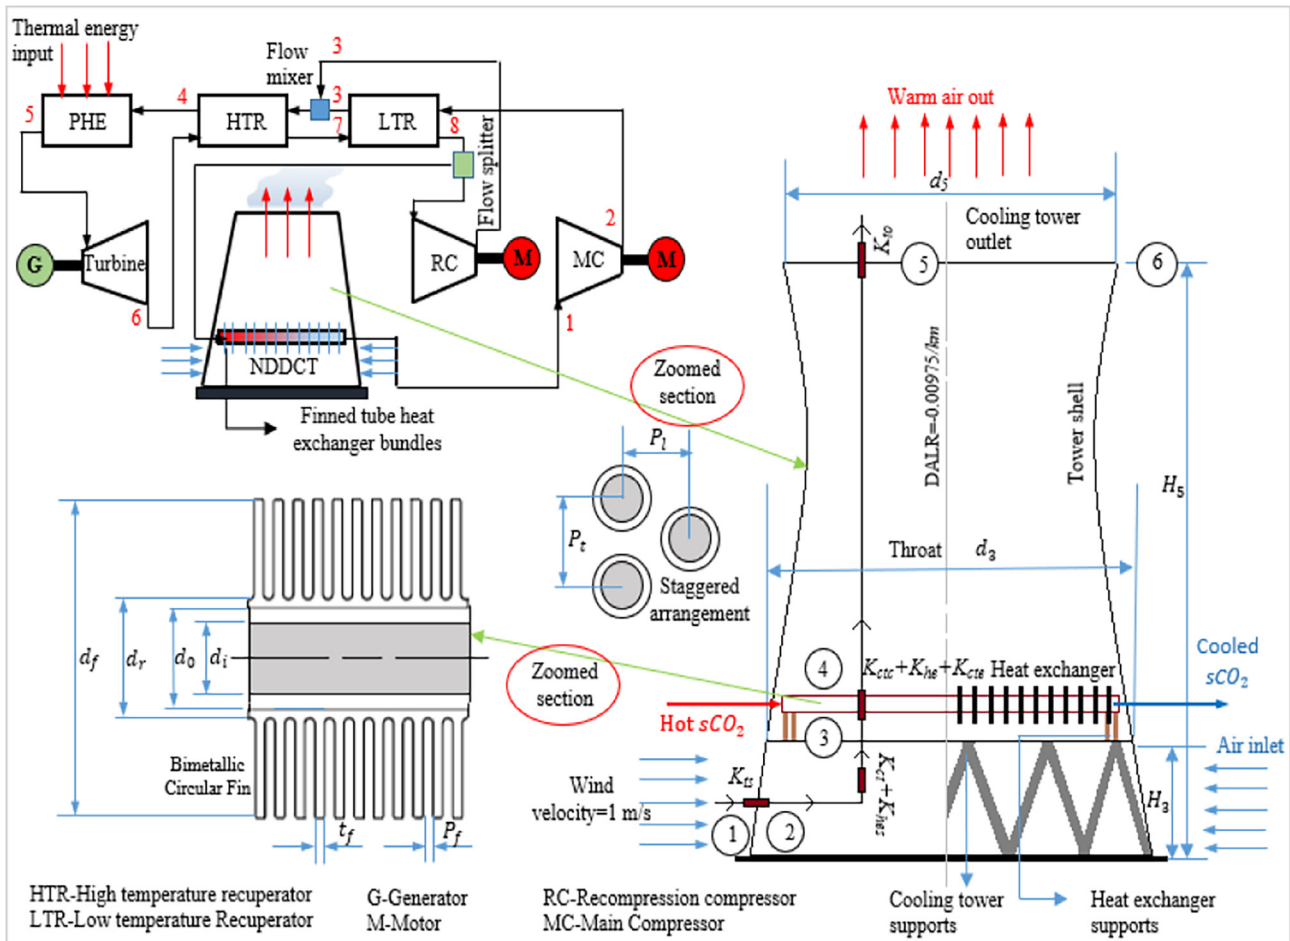 Thermal energy
input
Flow
mixer
3
3
4
5
PHE
HTR
7
LTR
8
Flow splitter
2
G
Turbine
RC
M
MC
M
6
1
NDDCT
Finned tube heat
exchanger bundles
Zoomed
section
Warm air out
d5
Cooling tower
outlet
Kto
5
6
DALR=-0.00975/km
Tower shell
H5
Throat
d3
Pl
Pt
Staggered
arrangement
df
dr
d0
di
Bimetallic
Circular Fin
tf
Pf
Zoomed
section
4
Kctc+Khe+Kcte
Heat exchanger
Cooled
sCO2
Hot sCO2
3
Air inlet
Wind
velocity=1 m/s
Kts
Kct+Khes
H3
1
2
HTR-High temperature recuperator
LTR-Low temperature Recuperator
G-Generator
M-Motor
RC-Recompression compressor
MC-Main Compressor
Cooling tower
supports
Heat exchanger
supports